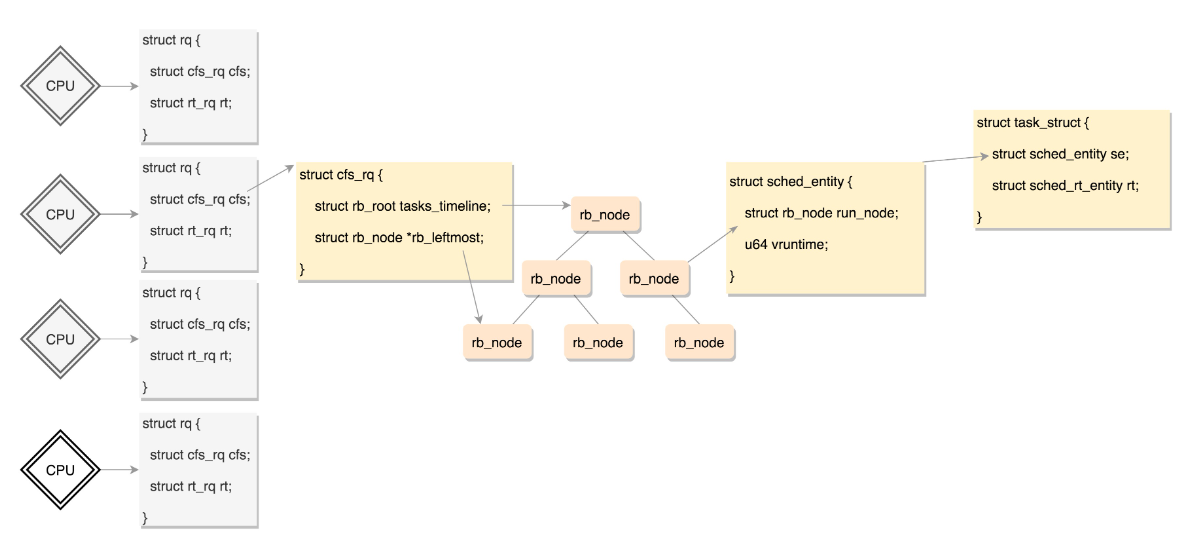 CPU
struct rq {
struct cfs_rq cfs;
struct rt_rq rt;
}
CPU
struct rq {
struct cfs_rq cfs;
struct rt_rq rt;
}
CPU
struct rq {
struct cfs_rq cfs;
struct rt_rq rt;
}
CPU
struct rq {
struct cfs_rq cfs;
struct rt_rq rt;
}
struct cfs_rq {
struct rb_root tasks_timeline;
struct rb_node *rb_leftmost;
}
rb_node
rb_node
rb_node
rb_node
rb_node
rb_node
struct sched_entity {
struct rb_node run_node;
u64 vruntime;
}
struct task_struct {
struct sched_entity se;
struct sched_rt_entity rt;
}